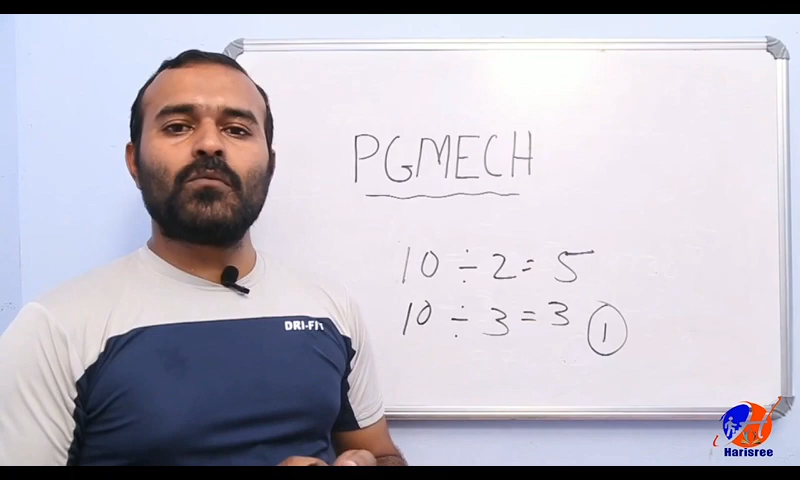 PGMECH
10 ÷ 2 = 5
10 ÷ 3 = 3 1
DRI-FIT
H
Harisree